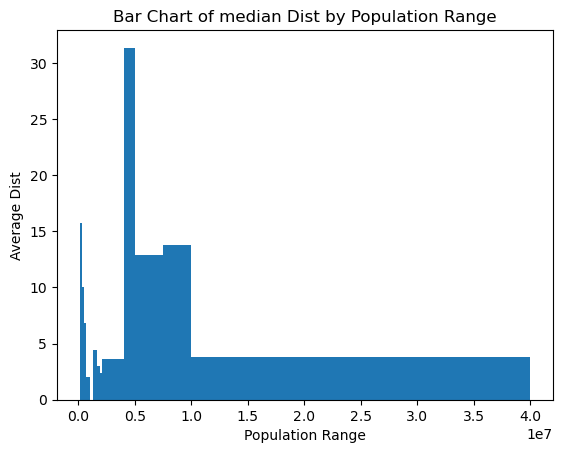 Bar Chart of median Dist by Population Range
30
25
20
15
10
5
0
Average Dist
0.0 0.5 1.0 1.5 2.0 2.5 3.0 3.5 4.0
1e7
Population Range